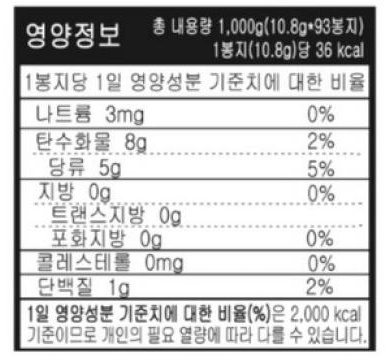 영양정보 총 내용량 1,000g(10.8g*93봉지)
1봉지(10.8g)당 36 kcal
1봉지당 1일 영양성분 기준치에 대한 비율
나트륨 3mg 0%
탄수화물 8g 2%
당류 5g 5%
지방 0g 0%
트랜스지방 0g
포화지방 0g 0%
콜레스테롤 0mg 0%
단백질 1g 2%
1일 영양성분 기준치에 대한 비율(%)은 2,000 kcal
기준이므로 개인의 필요 열량에 따라 다를 수 있습니다.